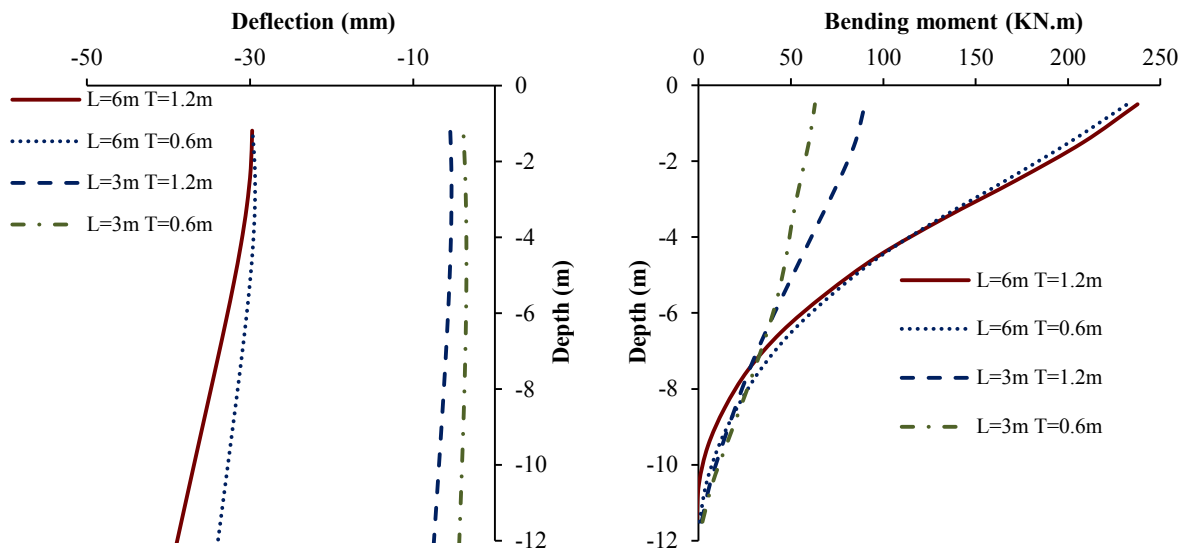 Deflection (mm)
-50
-30
-10
0
-2
-4
-6
-8
-10
-12
Depth (m)
L=6m T=1.2m
L=6m T=0.6m
L=3m T=1.2m
L=3m T=0.6m
Bending moment (KN.m)
0
50
100
150
200
250
0
-2
-4
-6
-8
-10
-12
Depth (m)
L=6m T=1.2m
L=6m T=0.6m
L=3m T=1.2m
L=3m T=0.6m